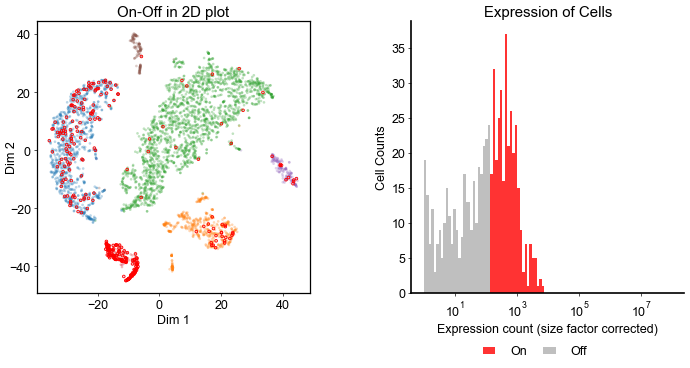 On-Off in 2D plot
40
20
0
−20
−40
Dim 2
−20 0 20 40
Dim 1
Expression of Cells
35
30
25
20
15
10
5
0
Cell Counts
10^1 10^3 10^5 10^7
Expression count (size factor corrected)
On Off